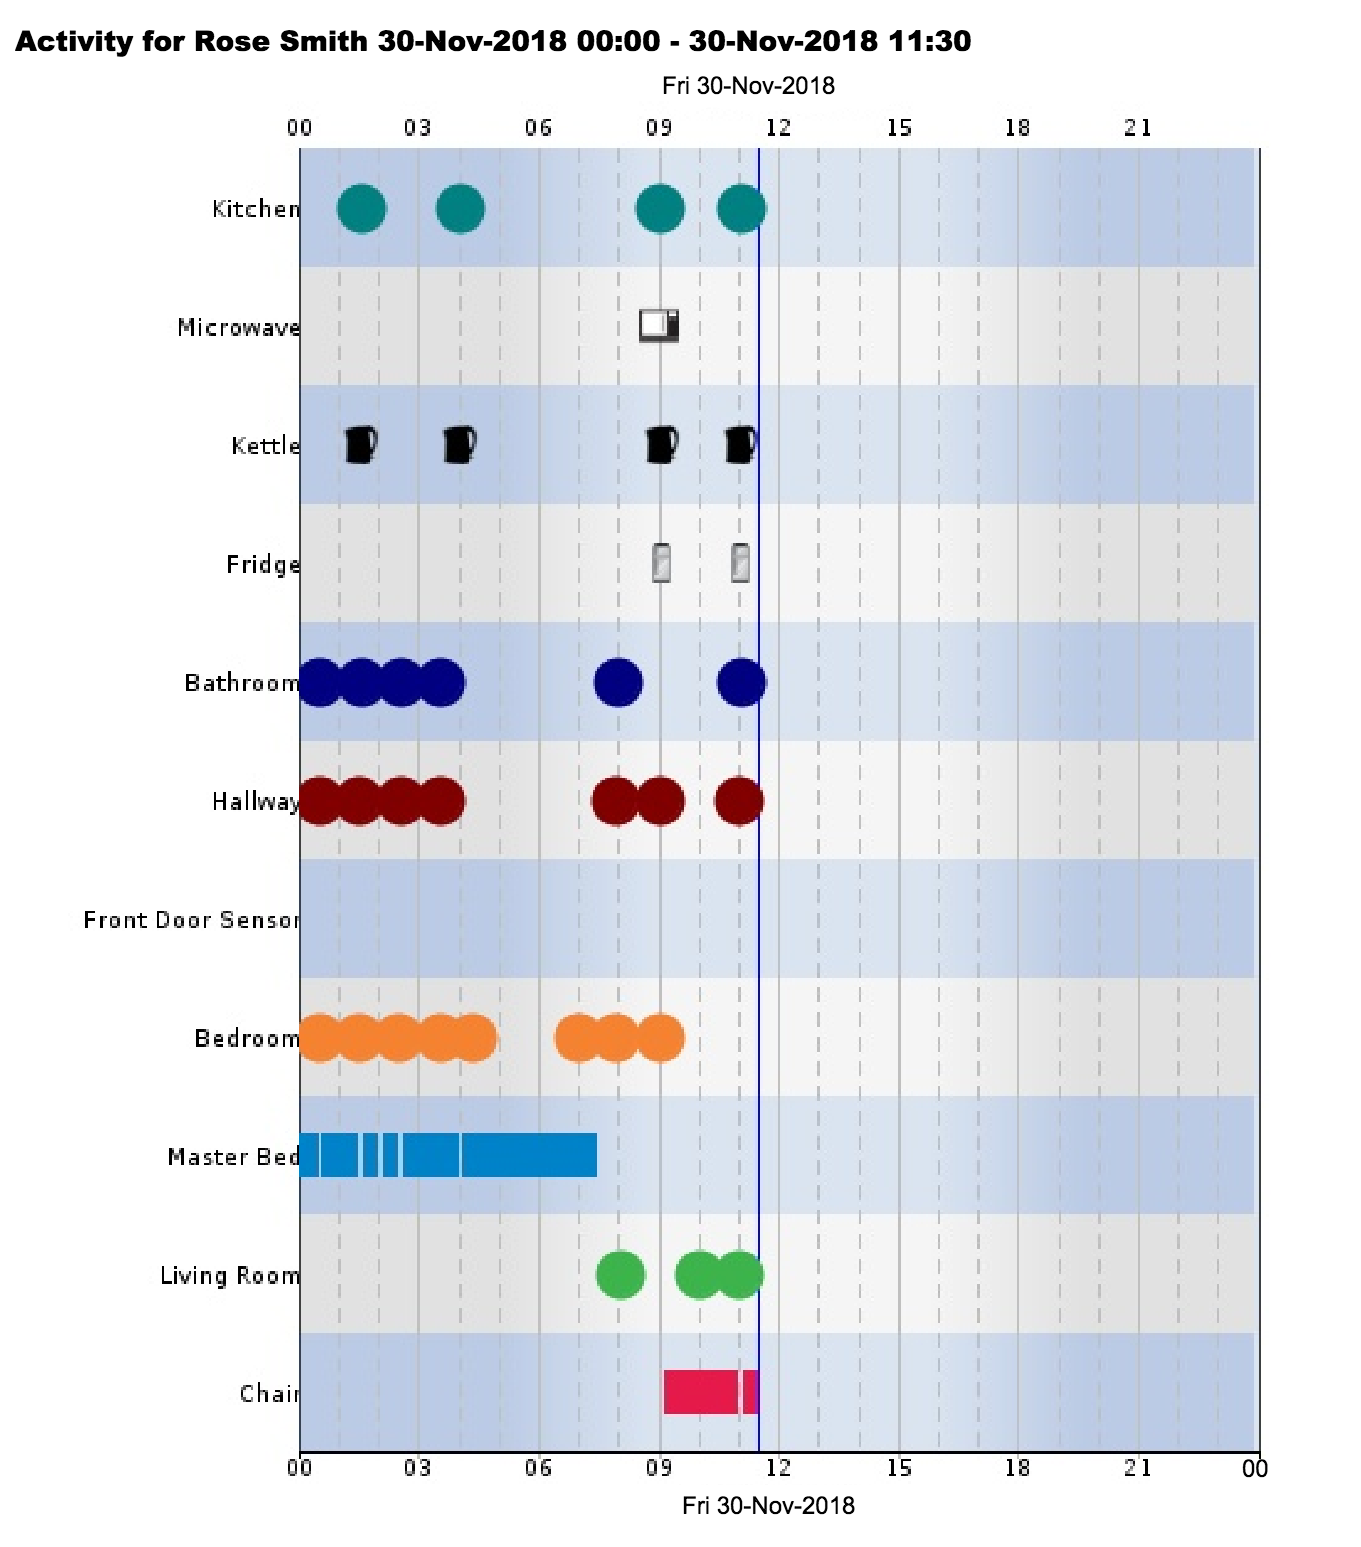 Activity for Rose Smith 30-Nov-2018 00:00 - 30-Nov-2018 11:30
Fri 30-Nov-2018
00 03 06 09 12 15 18 21
Kitchen
Microwave
Kettle
Fridge
Bathroom
Hallway
Front Door Sensor
Bedroom
Master Bed
Living Room
Chair
00 03 06 09 12 15 18 21 00
Fri 30-Nov-2018